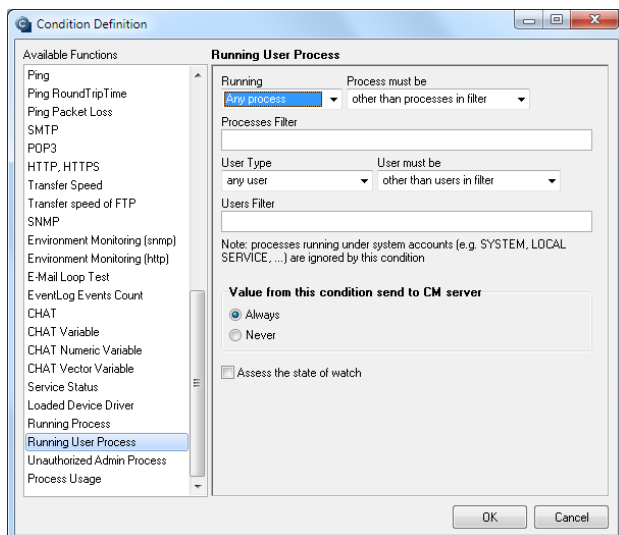 Condition Definition
Available Functions
Ping
Ping RoundTripTime
Ping Packet Loss
SMTP
POP3
HTTP, HTTPS
Transfer Speed
Transfer speed of FTP
SNMP
Environment Monitoring (snmp)
Environment Monitoring (http)
E-Mail Loop Test
EventLog Events Count
CHAT
CHAT Variable
CHAT Numeric Variable
CHAT Vector Variable
Service Status
Loaded Device Driver
Running Process
Running User Process
Unauthorized Admin Process
Process Usage
Running User Process
Running Process must be
Any process other than processes in filter
Processes Filter
User Type User must be
any user other than users in filter
Users Filter
Note: processes running under system accounts (e.g. SYSTEM, LOCAL
SERVICE, ...) are ignored by this condition
Value from this condition send to CM server
Always
Never
Assess the state of watch
OK Cancel